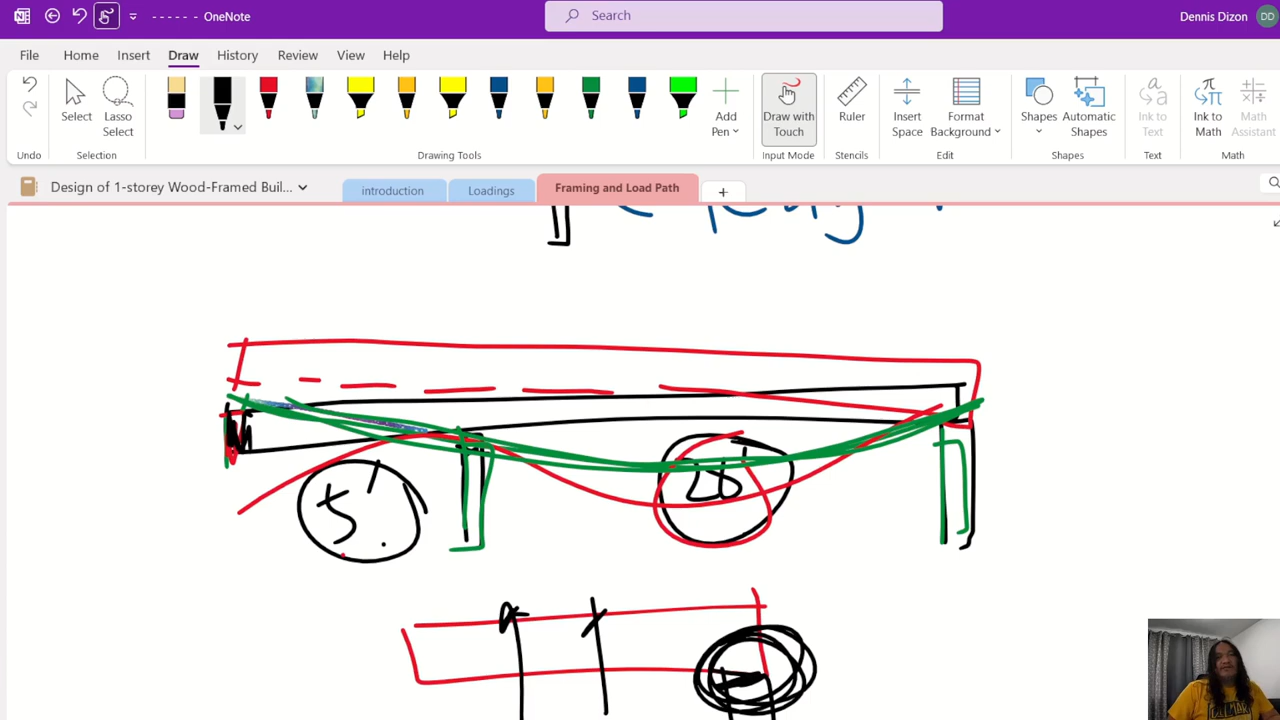 - - - - - - OneNote
Search
Dennis Dizon
DD
File Home Insert Draw History Review View Help
Undo
Select
Lasso Select
Selection
Drawing Tools
Add Pen
Draw with Touch
Input Mode
Ruler
Stencils
Insert Space
Format Background
Edit
Shapes
Automatic Shapes
Shapes
Ink to Text
Text
Ink to Math
Math Assistant
Math
Design of 1-storey Wood-Framed Buil...
introduction
Loadings
Framing and Load Path
+
5'
28'